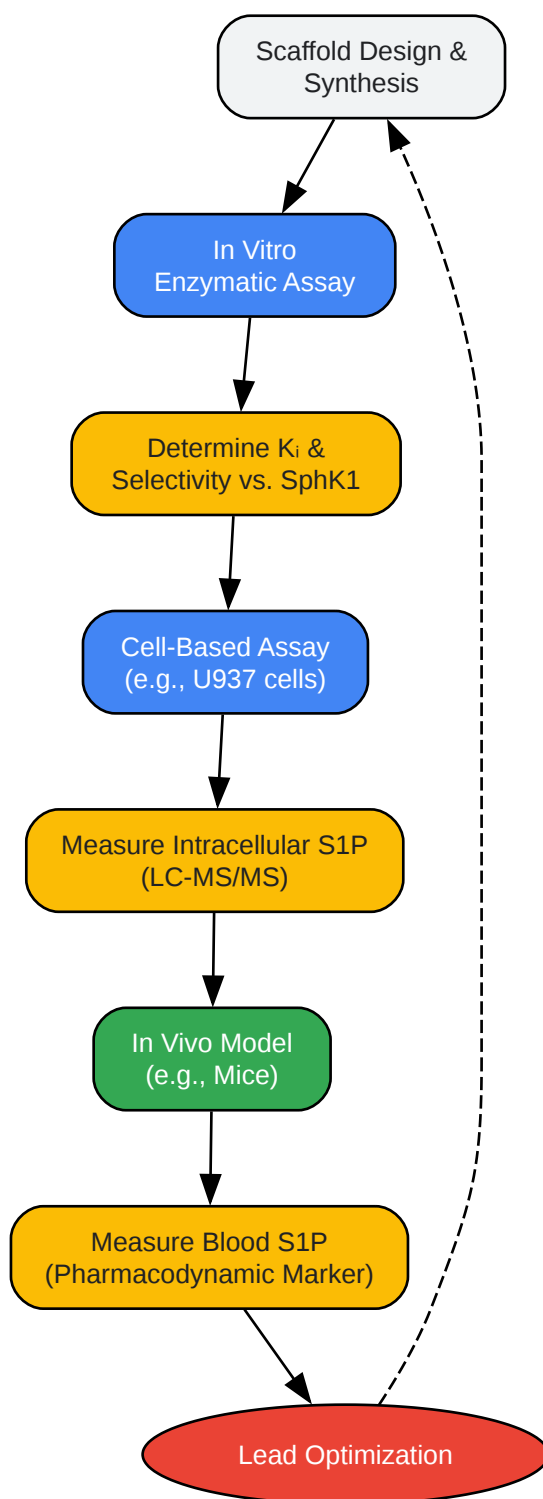 Scaffold Design &
Synthesis
In Vitro
Enzymatic Assay
Determine Kᵢ &
Selectivity vs. SphK1
Cell-Based Assay
(e.g., U937 cells)
Measure Intracellular S1P
(LC-MS/MS)
In Vivo Model
(e.g., Mice)
Measure Blood S1P
(Pharmacodynamic Marker)
Lead Optimization